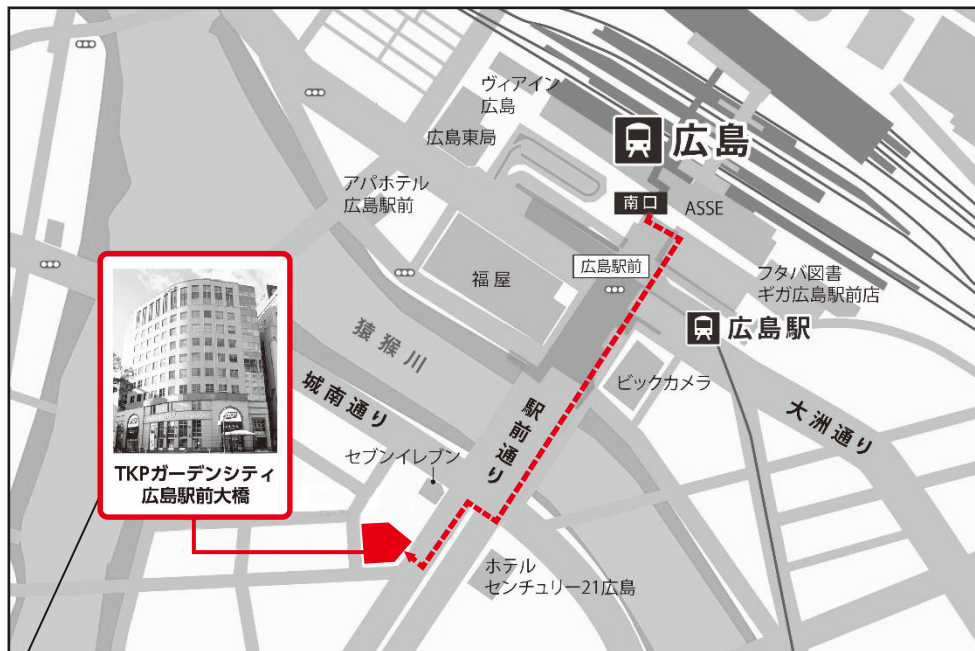 ヴィアイン
広島
広島東局
広島
アパホテル
広島駅前
南口
ASSE
福屋
広島駅前
フタバ図書
ギガ広島駅前店
広島駅
猿猴川
ビックカメラ
城南通り
駅前通り
大洲通り
セブンイレブン
TKPガーデンシティ
広島駅前大橋
ホテル
センチュリー21広島